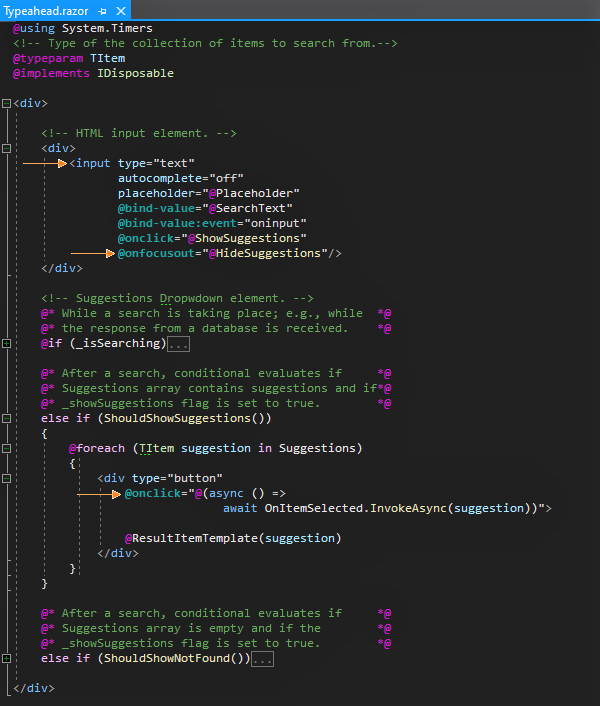 Typeahead.razor
@using System.Timers
<!-- Type of the collection of items to search from.-->
@typeparam TItem
@implements IDisposable
<div>
<!-- HTML input element. -->
<div>
<input type="text"
autocomplete="off"
placeholder="@Placeholder"
@bind-value="@SearchText"
@bind-value:event="oninput"
@onclick="@ShowSuggestions"
@onfocusout="@HideSuggestions"/>
</div>
<!-- Suggestions Dropwdown element. -->
@* While a search is taking place; e.g., while *@
@* the response from a database is received. *@
@if (_isSearching)...
@* After a search, conditional evaluates if *@
@* Suggestions array contains suggestions and if*@
@* _showSuggestions flag is set to true. *@
else if (ShouldShowSuggestions())
{
@foreach (TItem suggestion in Suggestions)
{
<div type="button"
@onclick="@(async () =>
await OnItemSelected.InvokeAsync(suggestion))">
@ResultItemTemplate(suggestion)
</div>
}
}
@* After a search, conditional evaluates if *@
@* Suggestions array is empty and if the *@
@* _showSuggestions flag is set to true. *@
else if (ShouldShowNotFound())...
</div>